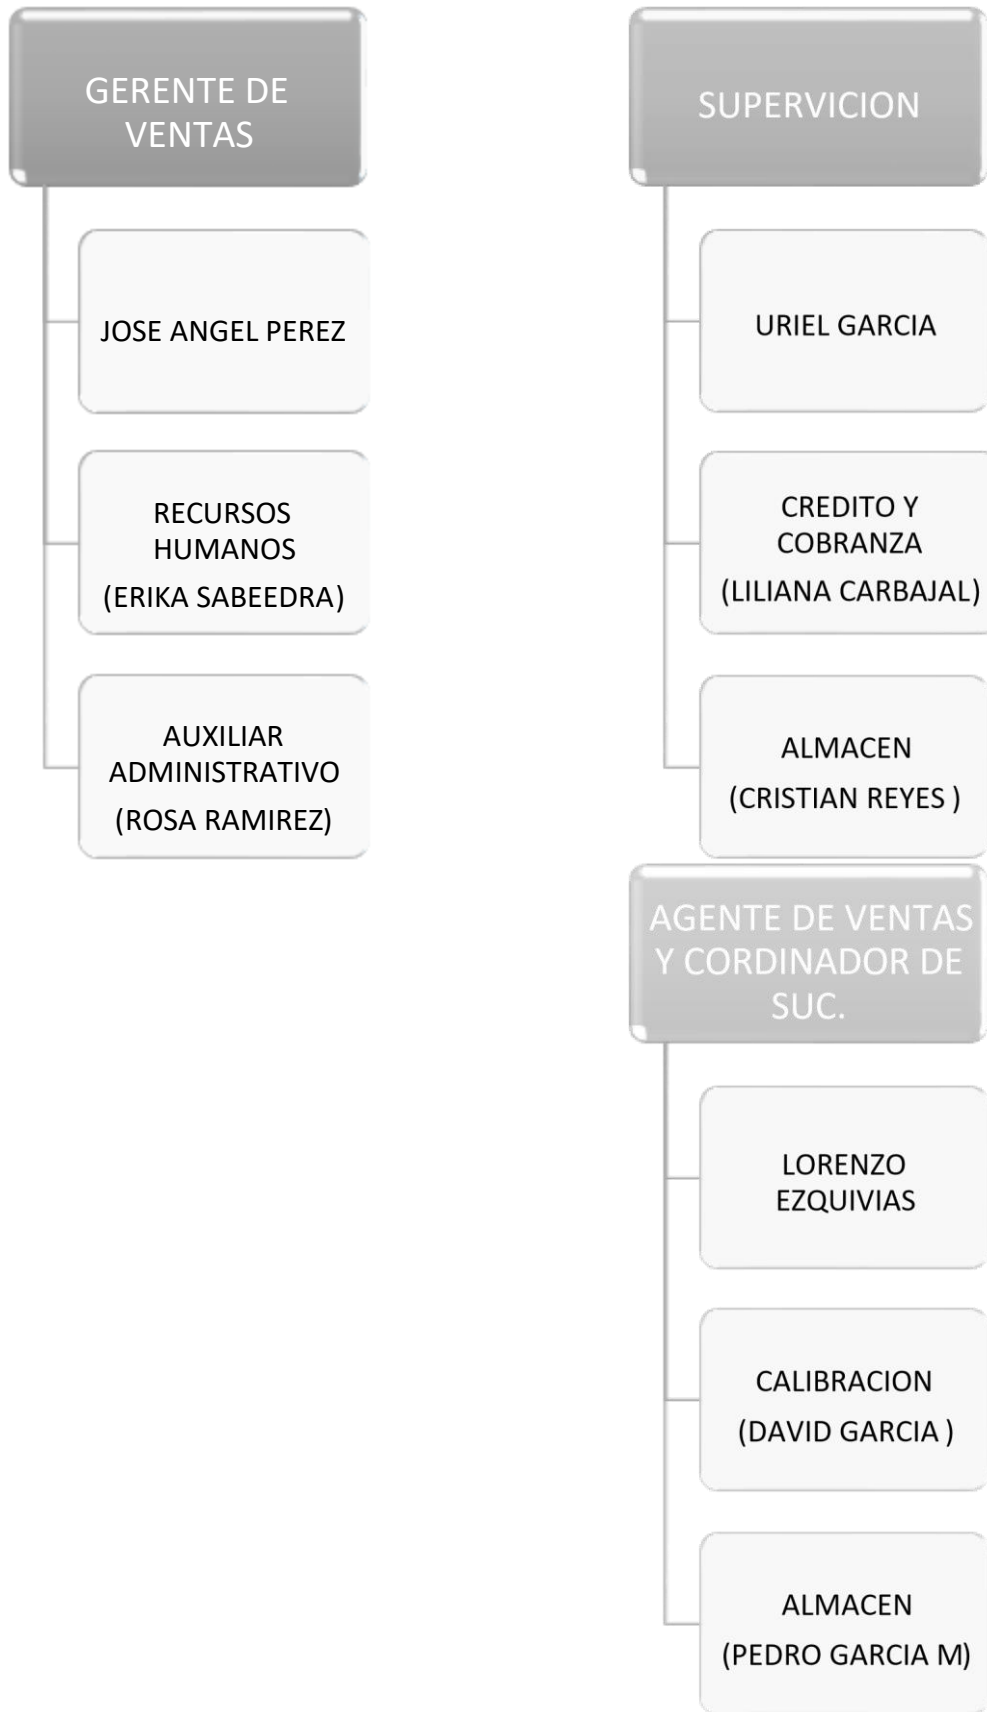 GERENTE DE
VENTAS
JOSE ANGEL PEREZ
RECURSOS
HUMANOS
(ERIKA SABEEDRA)
AUXILIAR
ADMINISTRATIVO
(ROSA RAMIREZ)
SUPERVICION
URIEL GARCIA
CREDITO Y
COBRANZA
(LILIANA CARBAJAL)
ALMACEN
(CRISTIAN REYES )
AGENTE DE VENTAS
Y CORDINADOR DE
SUC.
LORENZO
EZQUIVIAS
CALIBRACION
(DAVID GARCIA )
ALMACEN
(PEDRO GARCIA M)